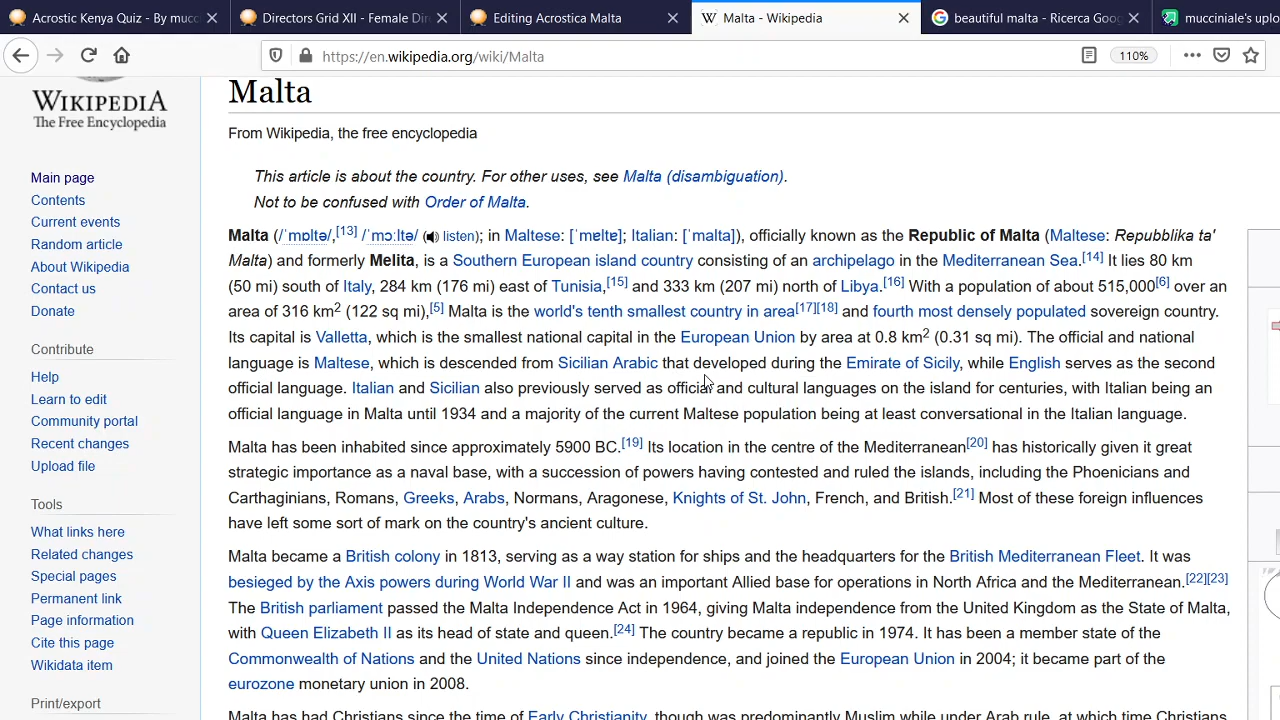 Acrostic Kenya Quiz - By mucc
Directors Grid XII - Female Dire
Editing Acrostica Malta
Malta - Wikipedia
beautiful malta - Ricerca Goog
mucciniale's uplo
https://en.wikipedia.org/wiki/Malta
110%
WIKIPEDIA
The Free Encyclopedia
Main page
Contents
Current events
Random article
About Wikipedia
Contact us
Donate
Contribute
Help
Learn to edit
Community portal
Recent changes
Upload file
Tools
What links here
Related changes
Special pages
Permanent link
Page information
Cite this page
Wikidata item
Print/export
Malta
From Wikipedia, the free encyclopedia
This article is about the country. For other uses, see Malta (disambiguation).
Not to be confused with Order of Malta.
Malta (/ˈmɒltə/,[13] /ˈmɔːltə/ (listen); in Maltese: [ˈmɐltɐ]; Italian: [ˈmalta]), officially known as the Republic of Malta (Maltese: Repubblika ta'
Malta) and formerly Melita, is a Southern European island country consisting of an archipelago in the Mediterranean Sea.[14] It lies 80 km
(50 mi) south of Italy, 284 km (176 mi) east of Tunisia,[15] and 333 km (207 mi) north of Libya.[16] With a population of about 515,000[6] over an
area of 316 km2 (122 sq mi),[5] Malta is the world's tenth smallest country in area[17][18] and fourth most densely populated sovereign country.
Its capital is Valletta, which is the smallest national capital in the European Union by area at 0.8 km2 (0.31 sq mi). The official and national
language is Maltese, which is descended from Sicilian Arabic that developed during the Emirate of Sicily, while English serves as the second
official language. Italian and Sicilian also previously served as official and cultural languages on the island for centuries, with Italian being an
official language in Malta until 1934 and a majority of the current Maltese population being at least conversational in the Italian language.
Malta has been inhabited since approximately 5900 BC.[19] Its location in the centre of the Mediterranean[20] has historically given it great
strategic importance as a naval base, with a succession of powers having contested and ruled the islands, including the Phoenicians and
Carthaginians, Romans, Greeks, Arabs, Normans, Aragonese, Knights of St. John, French, and British.[21] Most of these foreign influences
have left some sort of mark on the country's ancient culture.
Malta became a British colony in 1813, serving as a way station for ships and the headquarters for the British Mediterranean Fleet. It was
besieged by the Axis powers during World War II and was an important Allied base for operations in North Africa and the Mediterranean.[22][23]
The British parliament passed the Malta Independence Act in 1964, giving Malta independence from the United Kingdom as the State of Malta,
with Queen Elizabeth II as its head of state and queen.[24] The country became a republic in 1974. It has been a member state of the
Commonwealth of Nations and the United Nations since independence, and joined the European Union in 2004; it became part of the
eurozone monetary union in 2008.
Malta has had Christians since the time of Early Christianity, though was predominantly Muslim while under Arab rule, at which time Christians